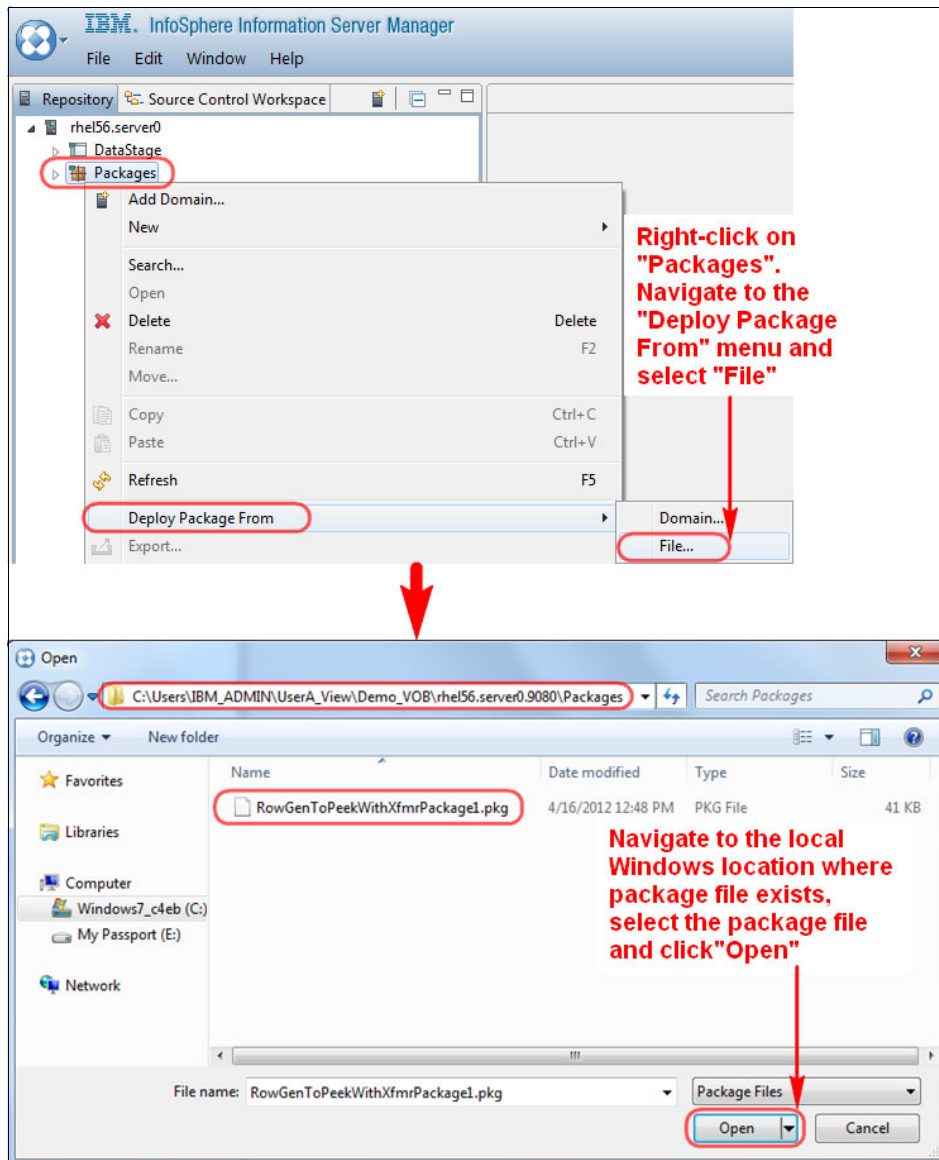 IBM. InfoSphere Information Server Manager
File Edit Window Help
Repository Source Control Workspace
rhel56.server0
DataStage
Packages
Add Domain...
New
Search...
Open
Delete Delete
Rename F2
Move...
Copy Ctrl+C
Paste Ctrl+V
Refresh F5
Deploy Package From
Export...
Domain...
File...
Right-click on
"Packages".
Navigate to the
"Deploy Package
From" menu and
select "File"
Open
C:\Users\IBM_ADMIN\UserA_View\Demo_VOB\rhel56.server0.9080\Packages
Search Packages
Organize New folder
Favorites
Libraries
Computer
Windows7_c4eb (C:)
My Passport (E:)
Network
Name Date modified Type Size
RowGenToPeekWithXfmrPackage1.pkg 4/16/2012 12:48 PM PKG File 41 KB
Navigate to the local
Windows location where
package file exists,
select the package file
and click"Open"
File name: RowGenToPeekWithXfmrPackage1.pkg
Package Files
Open Cancel